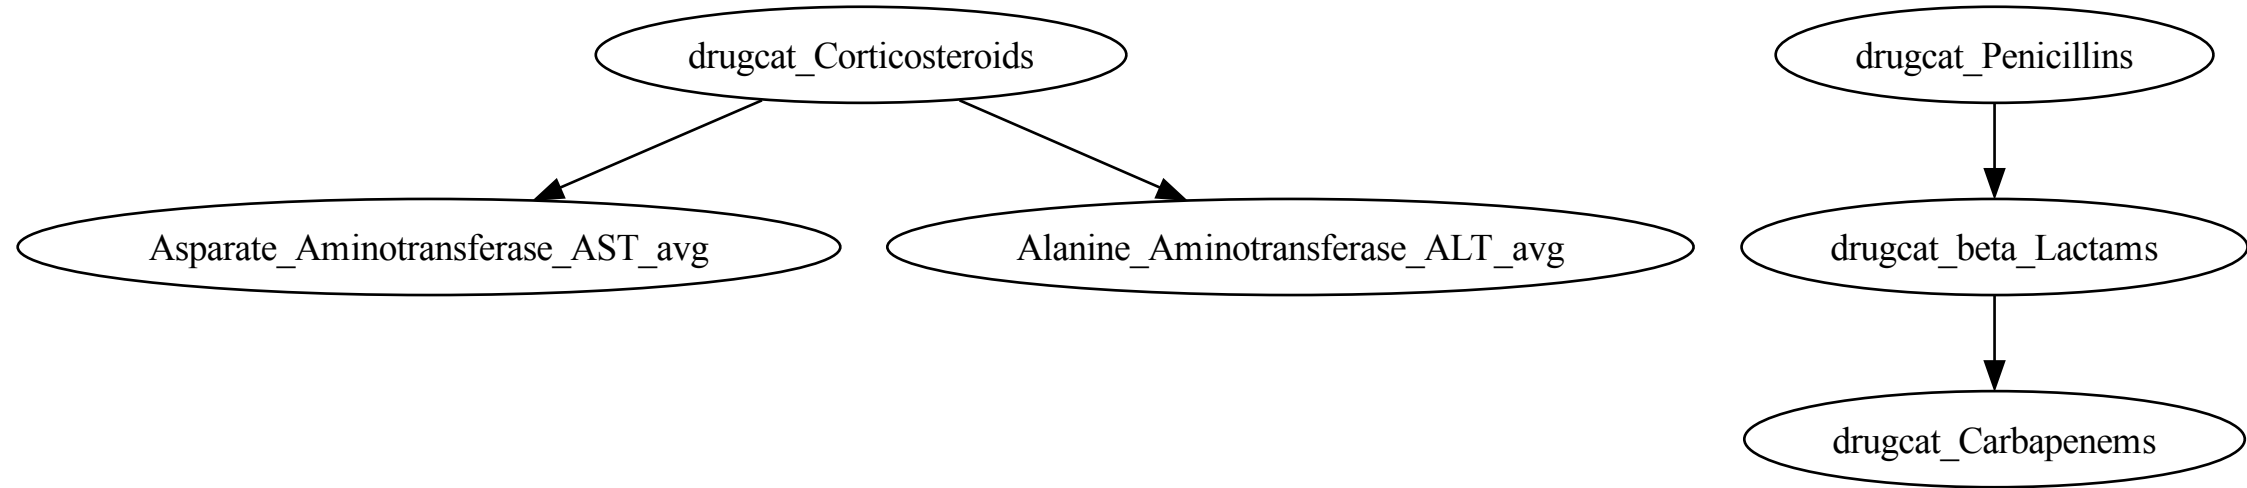 drugcat_Corticosteroids
drugcat_Penicillins
Asparate_Aminotransferase_AST_avg
Alanine_Aminotransferase_ALT_avg
drugcat_beta_Lactams
drugcat_Carbapenems